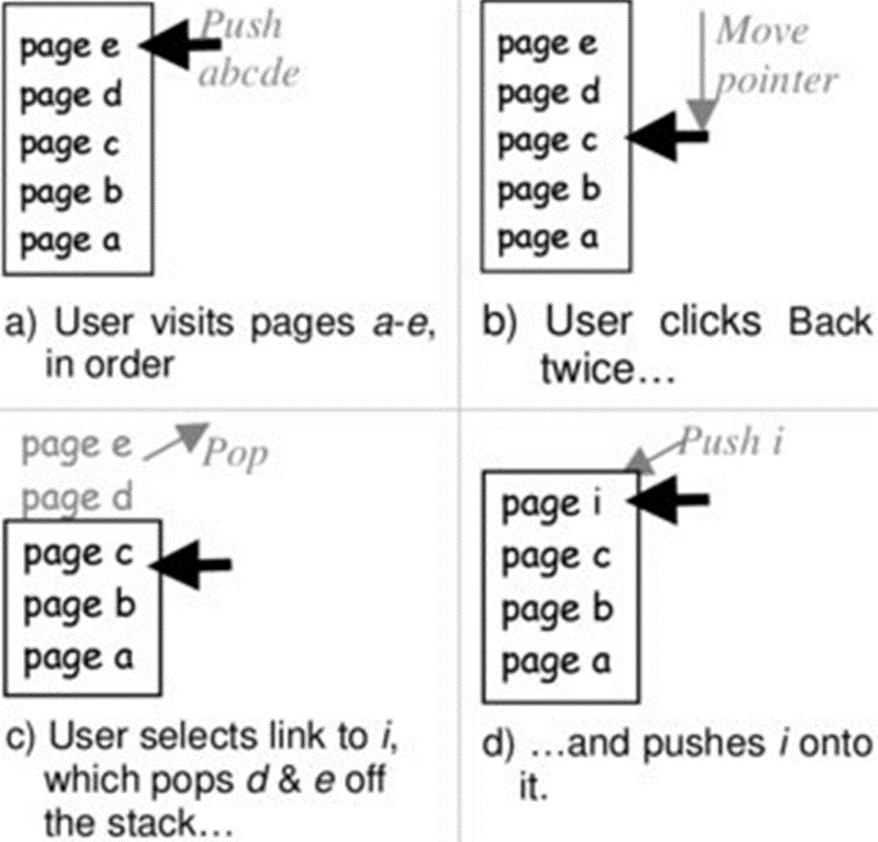 page e
page d
page c
page b
page a
Push
abcde
a) User visits pages a-e,
in order
page e
page d
page c
page b
page a
Move
pointer
b) User clicks Back
twice…
page e
page d
page c
page b
page a
Pop
c) User selects link to i,
which pops d & e off
the stack…
Push i
page i
page c
page b
page a
d) …and pushes i onto
it.